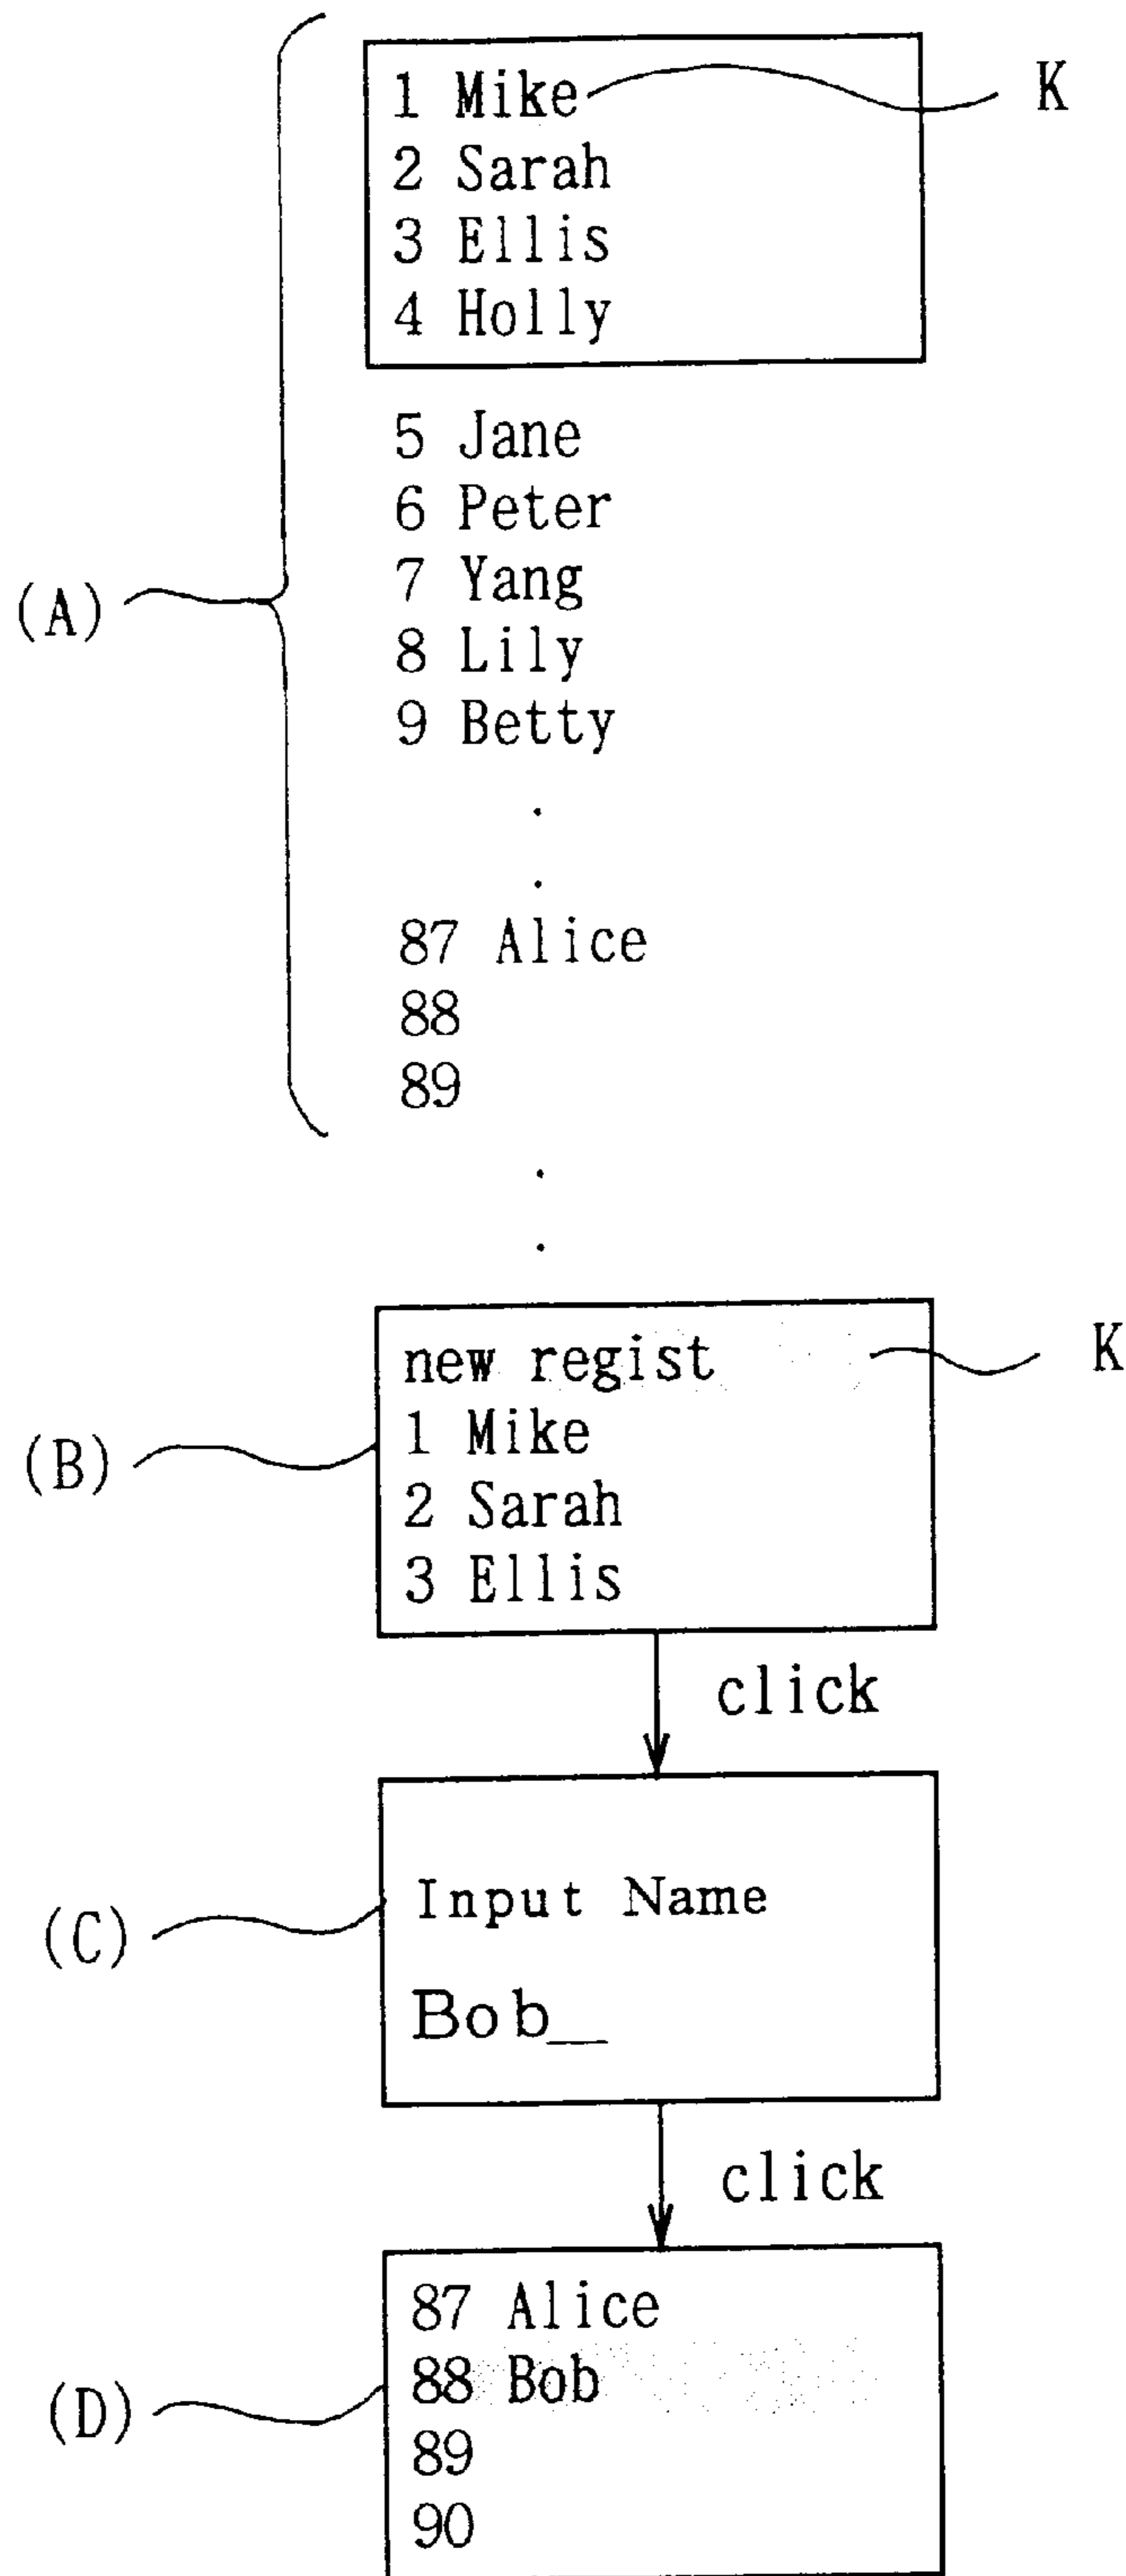 1 Mike K
2 Sarah
3 Ellis
4 Holly
5 Jane
6 Peter
(A)
7 Yang
8 Lily
9 Betty
.
.
87 Alice
88
89
.
.
new regist K
1 Mike
(B)
2 Sarah
3 Ellis
click
Input Name
(C)
Bob_
click
87 Alice
88 Bob
(D)
89
90